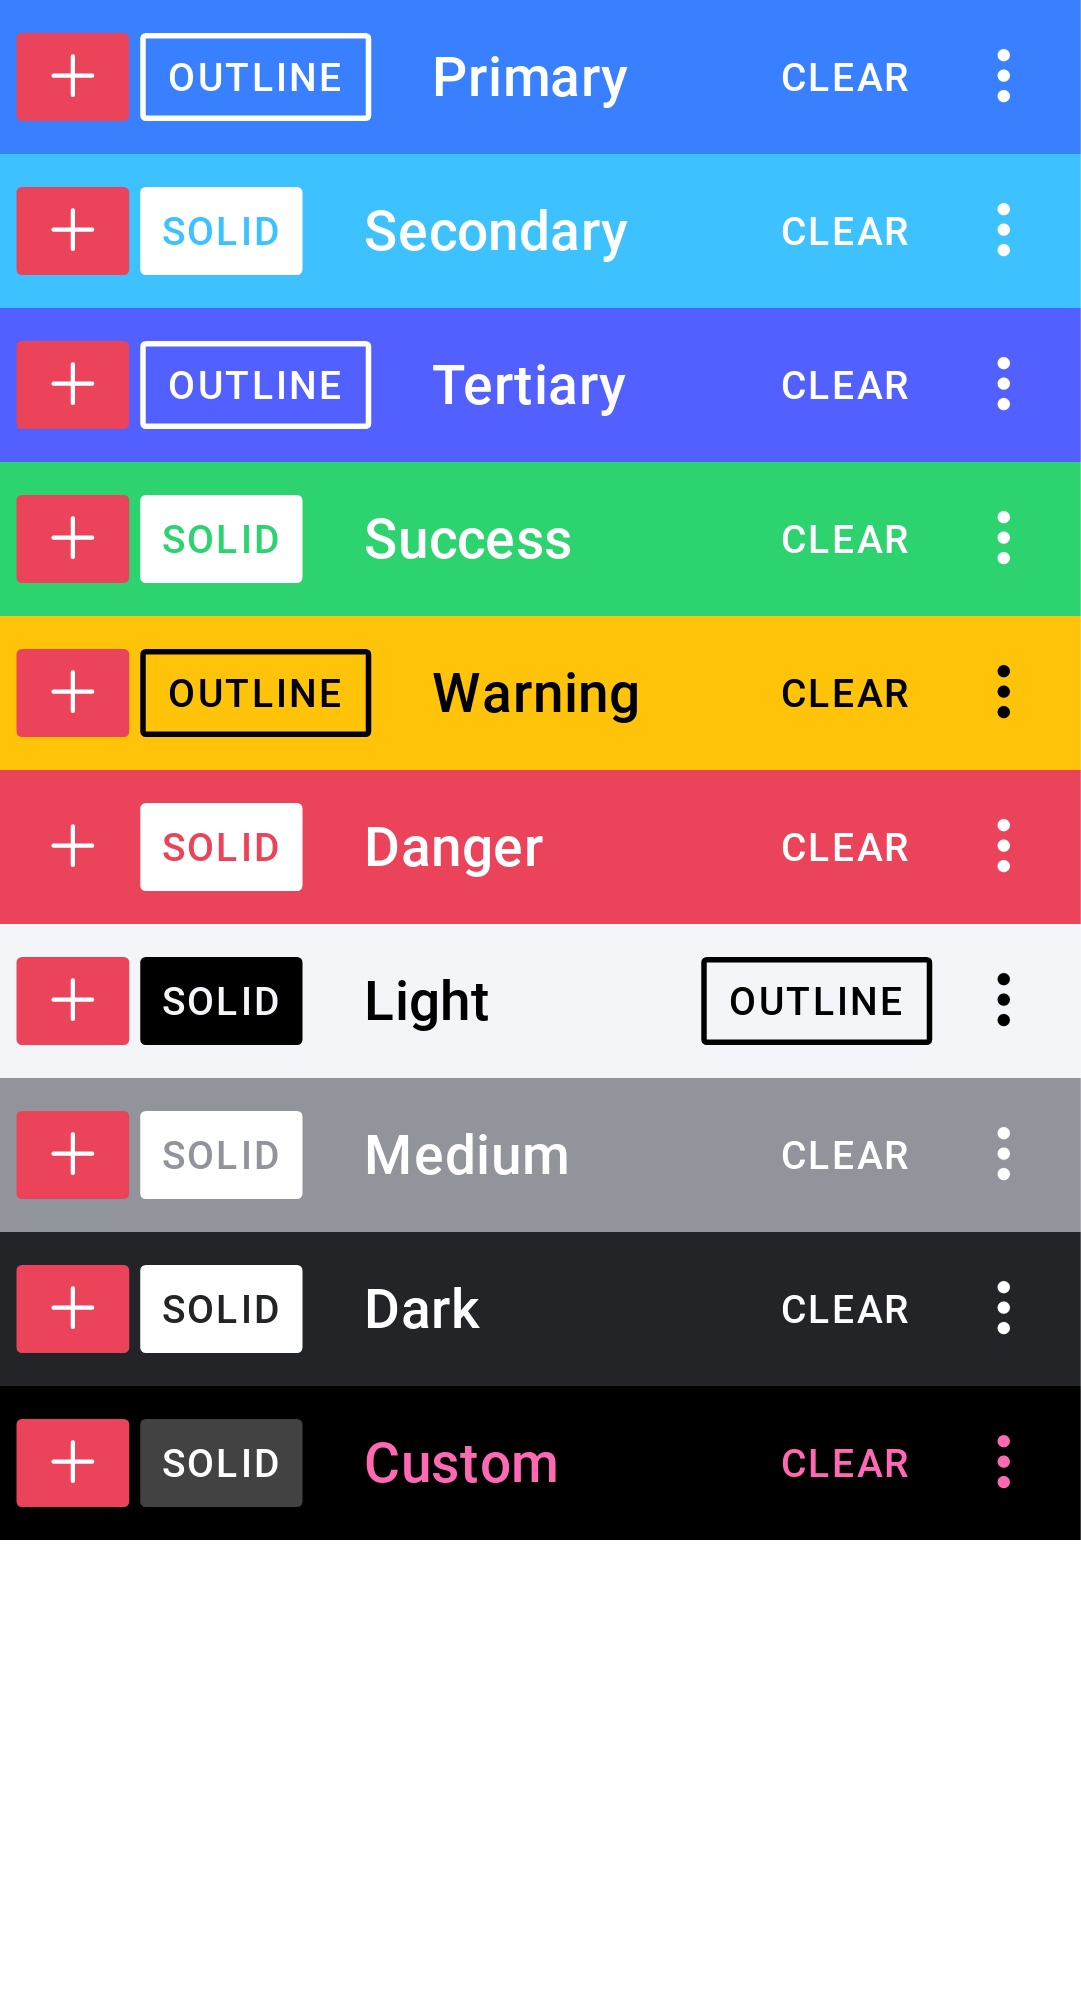 OUTLINE Primary CLEAR
SOLID Secondary CLEAR
OUTLINE Tertiary CLEAR
SOLID Success CLEAR
OUTLINE Warning CLEAR
SOLID Danger CLEAR
SOLID Light OUTLINE
SOLID Medium CLEAR
SOLID Dark CLEAR
SOLID Custom CLEAR